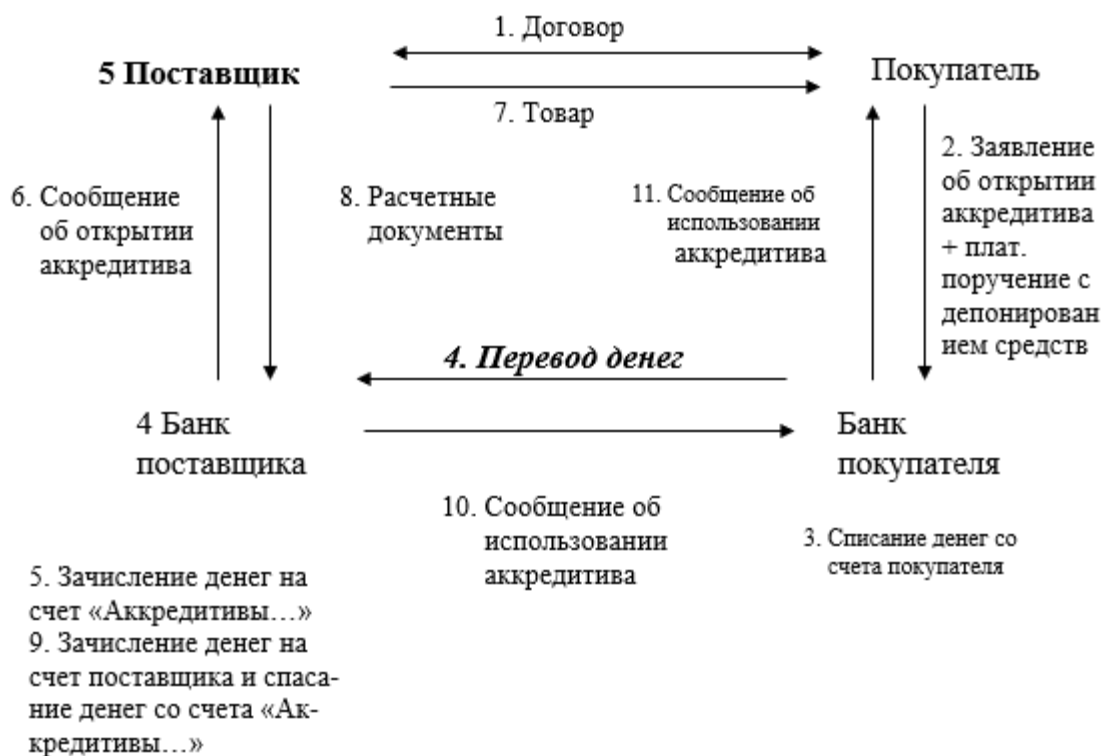 1. Договор
5 Поставщик
Покупатель
7. Товар
6. Сообщение
об открытии
аккредитива
8. Расчетные
документы
11. Сообщение об
использовании
аккредитива
2. Заявление
об открытии
аккредитива
+ плат.
поручение с
депонирован
ием средств
4. Перевод денег
4 Банк
поставщика
Банк
покупателя
10. Сообщение об
использовании
аккредитива
3. Списание денег со
счета покупателя
5. Зачисление денег на
счет «Аккредитивы…»
9. Зачисление денег на
счет поставщика и спаса-
ние денег со счета «Ак-
кредитивы…»